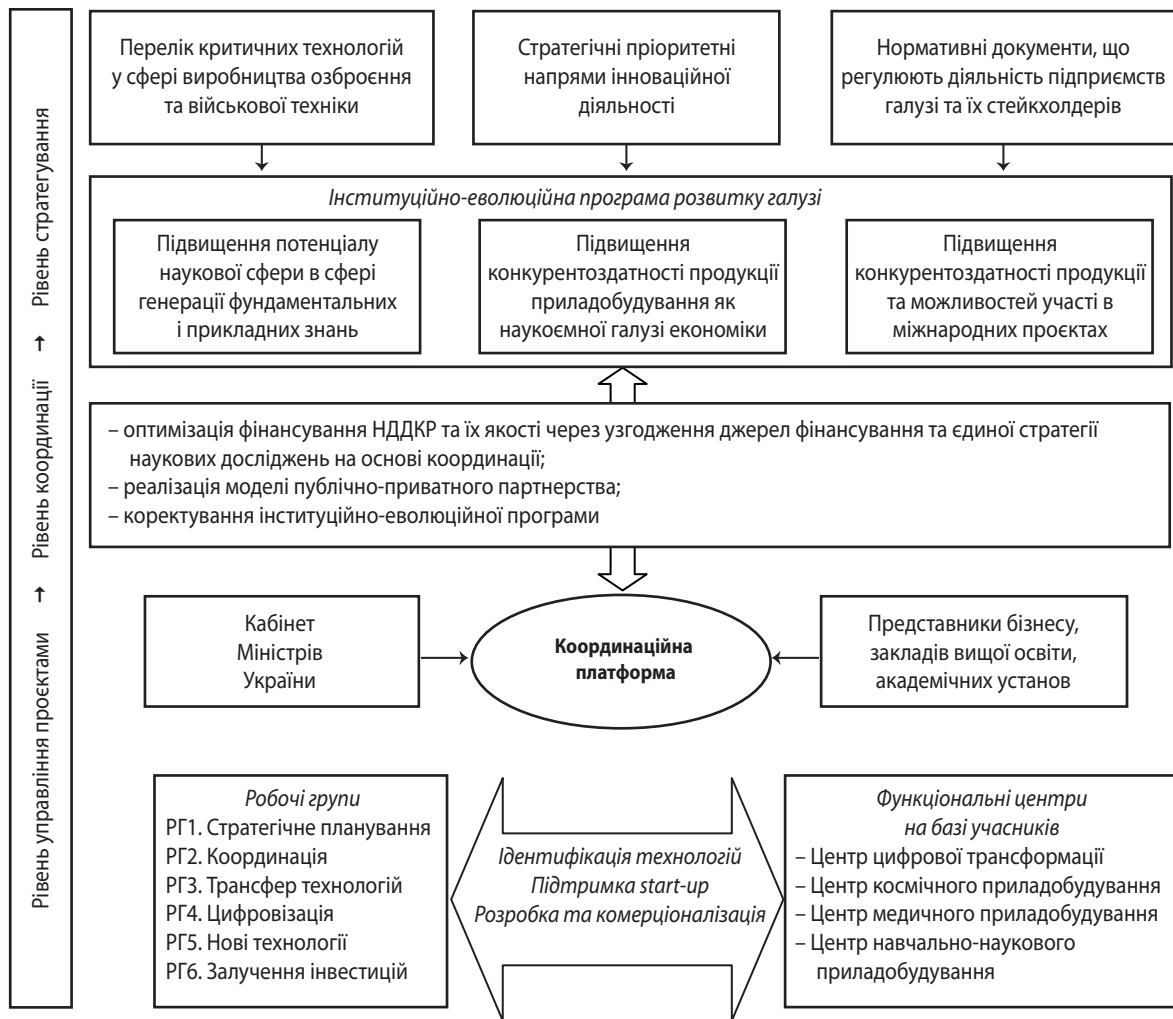 Рівень управління проєктами → Рівень координації → Рівень стратегування
Перелік критичних технологій
у сфері виробництва озброєння
та військової техніки
Стратегічні пріоритетні
напрями інноваційної
діяльності
Нормативні документи, що
регулюють діяльність підприємств
галузі та їх стейкхолдерів
Інституційно-еволюційна програма розвитку галузі
Підвищення потенціалу
наукової сфери в сфері
генерації фундаментальних
і прикладних знань
Підвищення
конкурентоздатності продукції
приладобудування як
наукоємної галузі економіки
Підвищення
конкурентоздатності продукції
та можливостей участі в
міжнародних проєктах
– оптимізація фінансування НДДКР та їх якості через узгодження джерел фінансування та єдиної стратегії
наукових досліджень на основі координації;
– реалізація моделі публічно-приватного партнерства;
– коректування інституційно-еволюційної програми
Кабінет
Міністрів
України
Координаційна
платформа
Представники бізнесу,
закладів вищої освіти,
академічних установ
Робочі групи
РГ1. Стратегічне планування
РГ2. Координація
РГ3. Трансфер технологій
РГ4. Цифровізація
РГ5. Нові технології
РГ6. Залучення інвестицій
Ідентифікація технологій
Підтримка start-up
Розробка та комерціоналізація
Функціональні центри
на базі учасників
– Центр цифрової трансформації
– Центр космічного приладобудування
– Центр медичного приладобудування
– Центр навчально-наукового
приладобудування